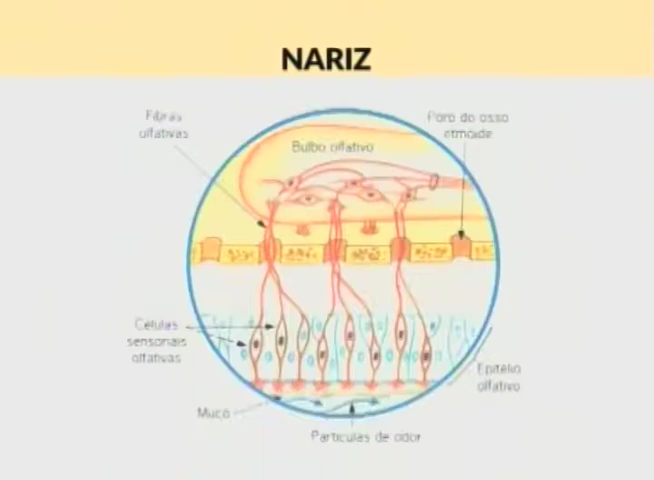 NARIZ
Fibras
olfativas
Poro do osso
etmoide
Bulbo olfativo
Células
sensoriais
olfativas
Epitélio
olfativo
Muco
Partículas de odor